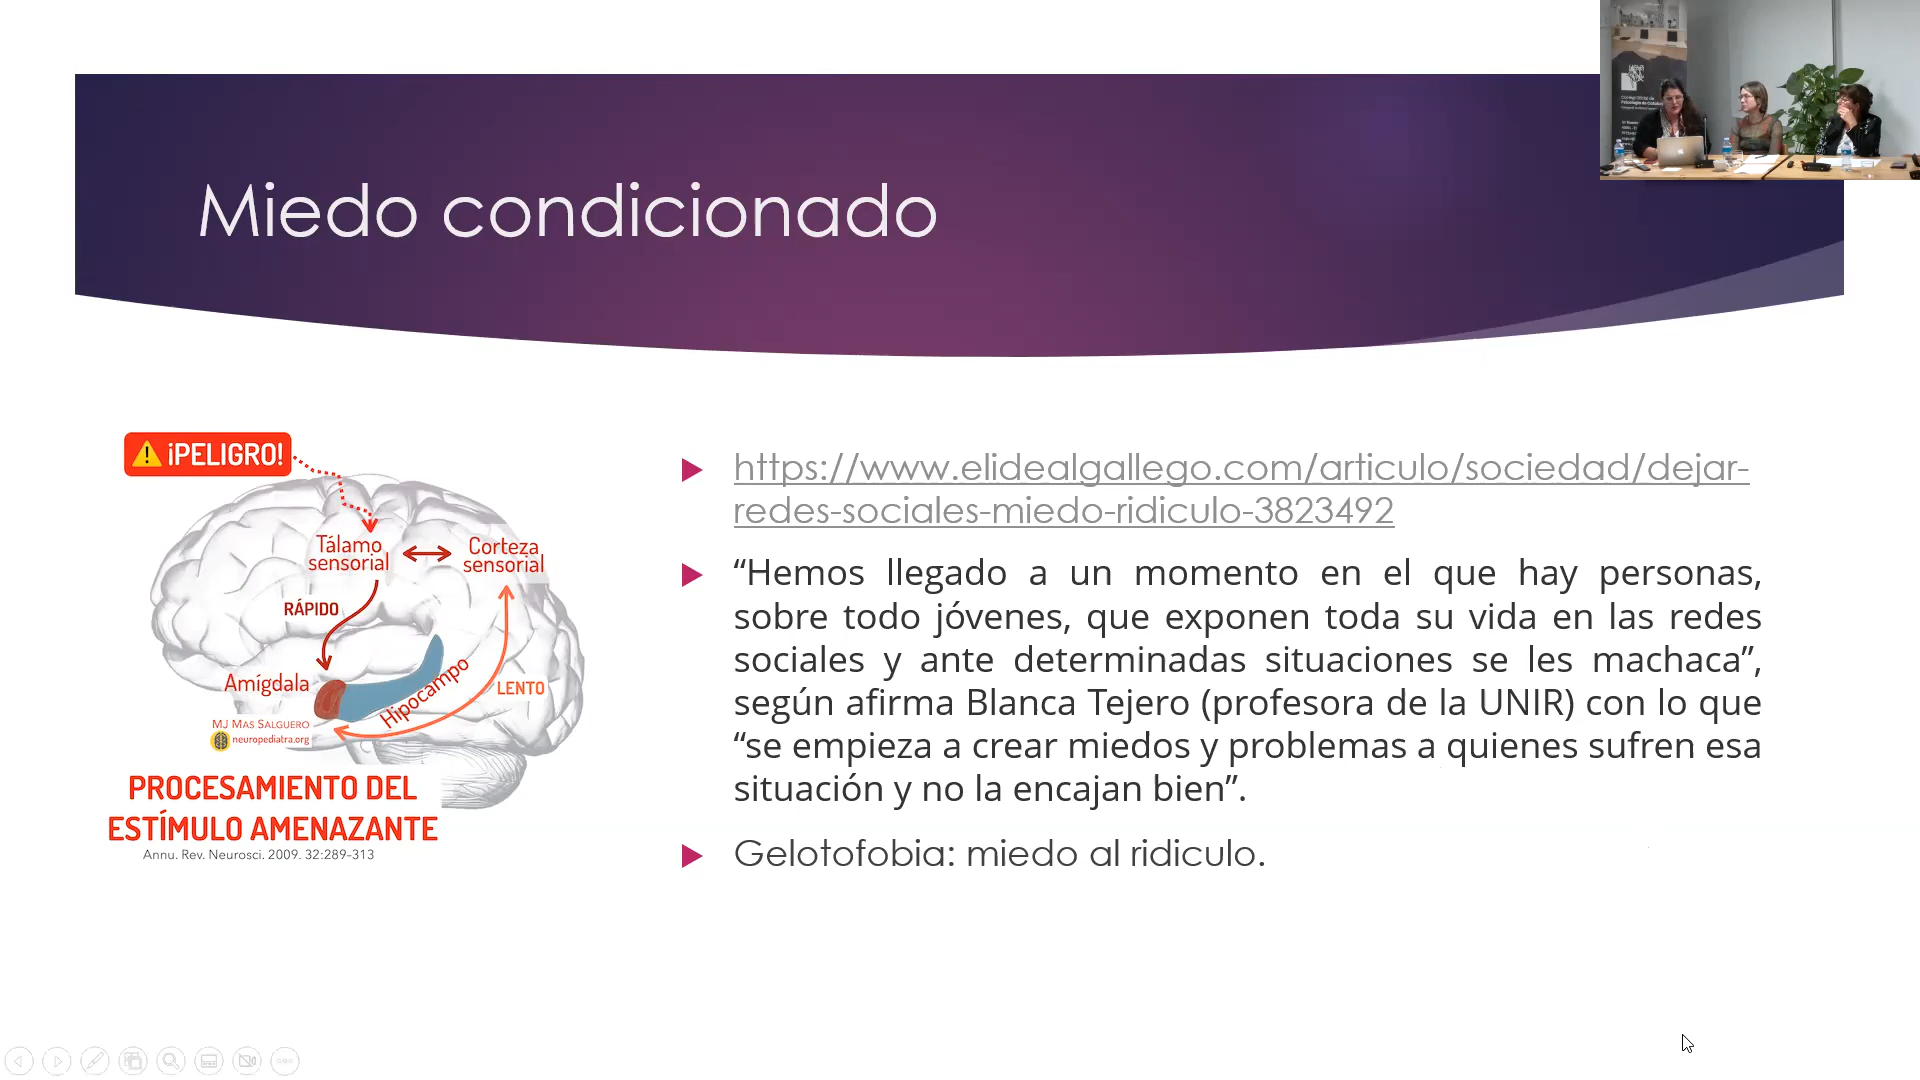 Miedo condicionado
¡PELIGRO!
Tálamo
sensorial
Corteza
sensorial
RÁPIDO
Amígdala
Hipocampo
LENTO
MJ MAS SALGUERO
neuropediatra.org
PROCESAMIENTO DEL
ESTÍMULO AMENAZANTE
Annu. Rev. Neurosci. 2009. 32:289-313
https://www.elidealgallego.com/articulo/sociedad/dejar-
redes-sociales-miedo-ridiculo-3823492
“Hemos llegado a un momento en el que hay personas,
sobre todo jóvenes, que exponen toda su vida en las redes
sociales y ante determinadas situaciones se les machaca”,
según afirma Blanca Tejero (profesora de la UNIR) con lo que
“se empieza a crear miedos y problemas a quienes sufren esa
situación y no la encajan bien”.
Gelotofobia: miedo al ridiculo.